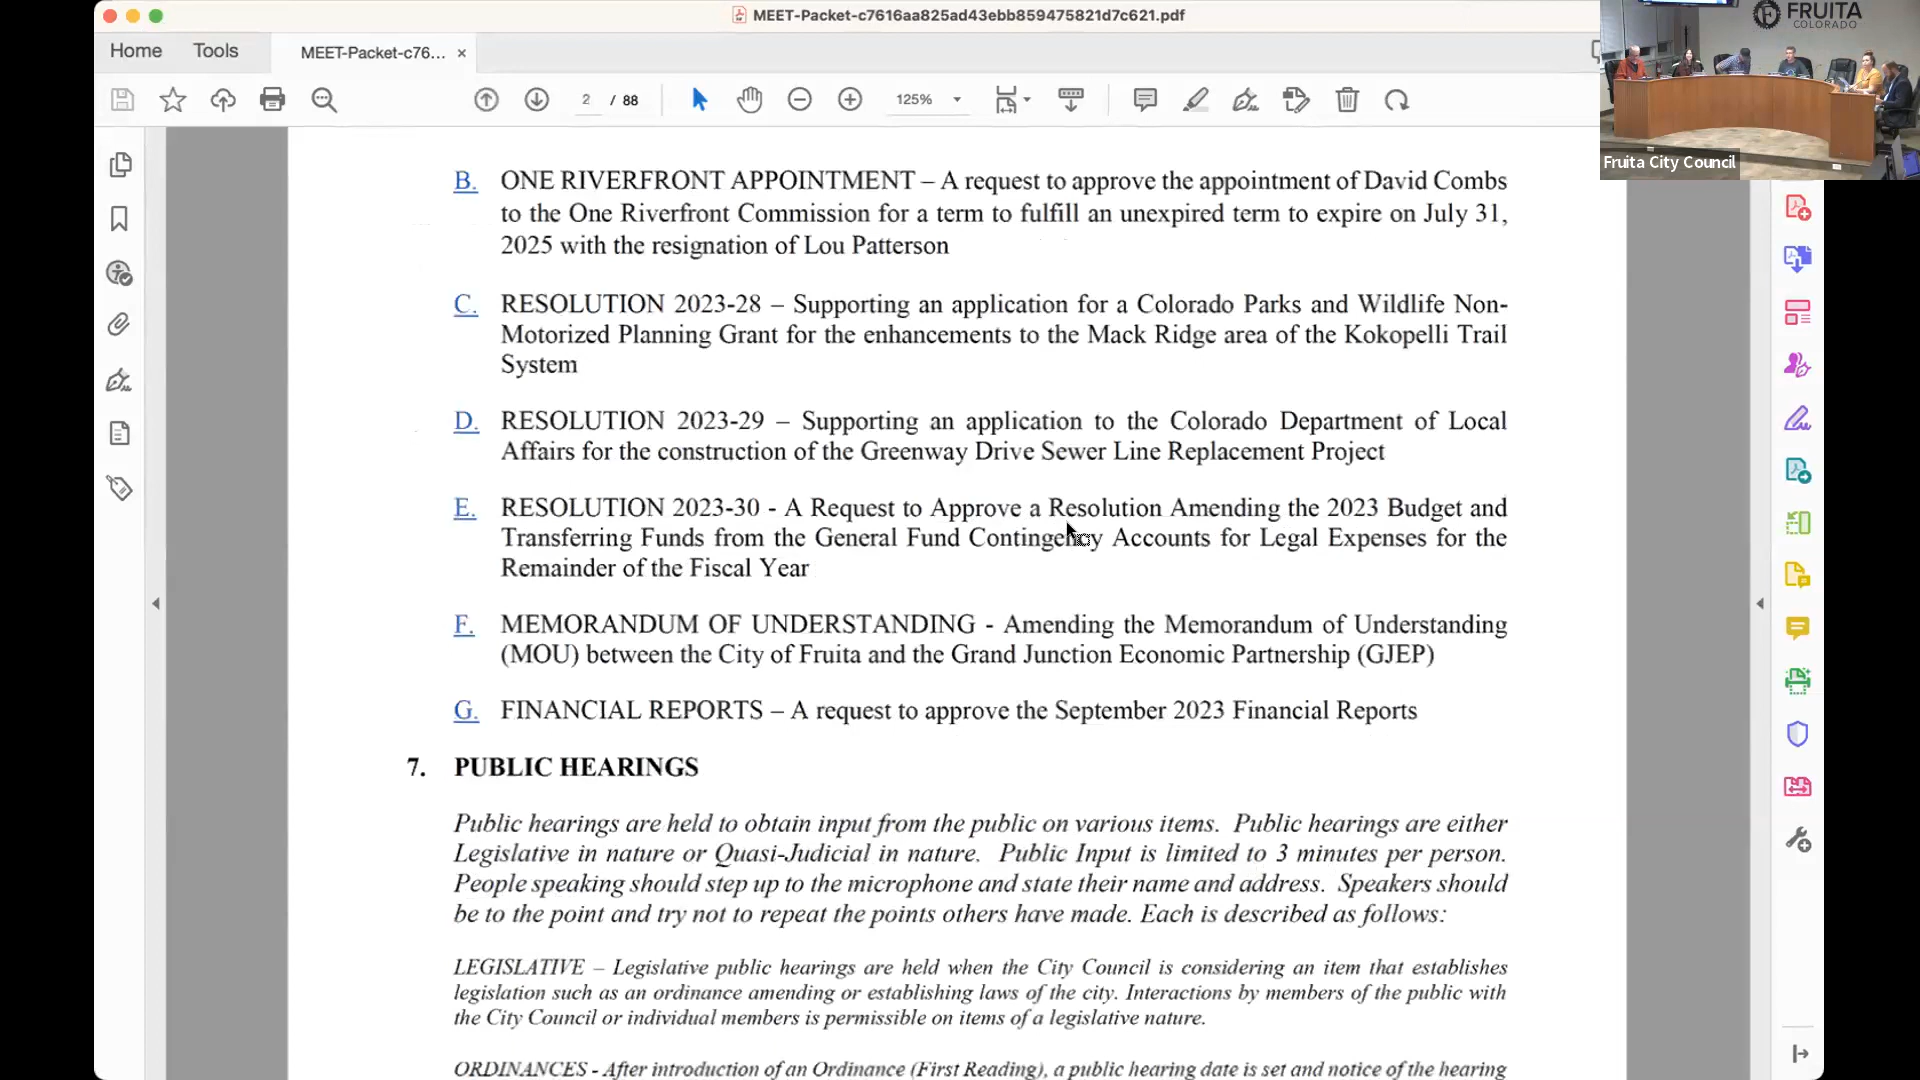 MEET-Packet-c7616aa825ad43ebb859475821d7c621.pdf
FRUITA
COLORADO
Home
Tools
MEET-Packet-c76...
2
/ 88
125%
Fruita City Council
B. ONE RIVERFRONT APPOINTMENT – A request to approve the appointment of David Combs
to the One Riverfront Commission for a term to fulfill an unexpired term to expire on July 31,
2025 with the resignation of Lou Patterson
C. RESOLUTION 2023-28 – Supporting an application for a Colorado Parks and Wildlife Non-
Motorized Planning Grant for the enhancements to the Mack Ridge area of the Kokopelli Trail
System
D. RESOLUTION 2023-29 – Supporting an application to the Colorado Department of Local
Affairs for the construction of the Greenway Drive Sewer Line Replacement Project
E. RESOLUTION 2023-30 - A Request to Approve a Resolution Amending the 2023 Budget and
Transferring Funds from the General Fund Contingency Accounts for Legal Expenses for the
Remainder of the Fiscal Year
F. MEMORANDUM OF UNDERSTANDING - Amending the Memorandum of Understanding
(MOU) between the City of Fruita and the Grand Junction Economic Partnership (GJEP)
G. FINANCIAL REPORTS – A request to approve the September 2023 Financial Reports
7. PUBLIC HEARINGS
Public hearings are held to obtain input from the public on various items. Public hearings are either
Legislative in nature or Quasi-Judicial in nature. Public Input is limited to 3 minutes per person.
People speaking should step up to the microphone and state their name and address. Speakers should
be to the point and try not to repeat the points others have made. Each is described as follows:
LEGISLATIVE – Legislative public hearings are held when the City Council is considering an item that establishes
legislation such as an ordinance amending or establishing laws of the city. Interactions by members of the public with
the City Council or individual members is permissible on items of a legislative nature.
ORDINANCES - After introduction of an Ordinance (First Reading), a public hearing date is set and notice of the hearing